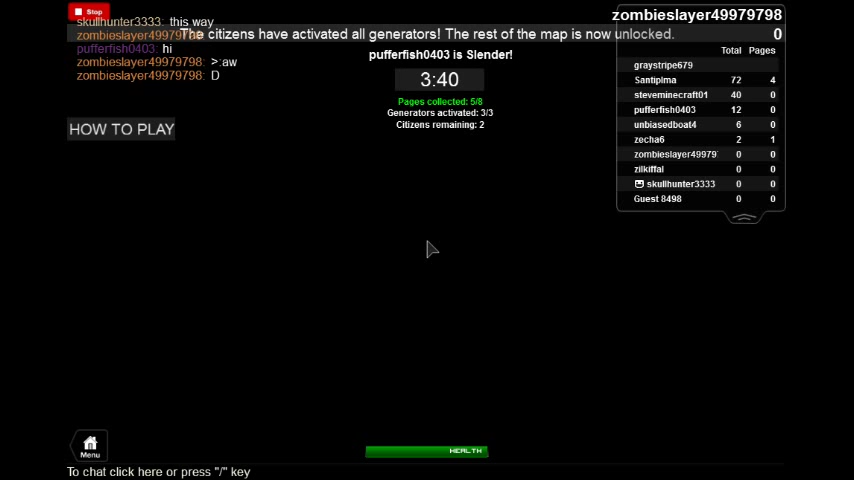 Stop
skullhunter3333: this way
zombieslayer49979798:
The citizens have activated all generators! The rest of the map is now unlocked.
pufferfish0403: hi
zombieslayer49979798: >:aw
zombieslayer49979798: D
HOW TO PLAY
pufferfish0403 is Slender!
3:40
Pages collected: 5/8
Generators activated: 3/3
Citizens remaining: 2
zombieslayer49979798
0
Total Pages
graystripe679
Santiplma 72 4
steveminecraft01 40 0
pufferfish0403 12 0
unbiasedboat4 6 0
zecha6 2 1
zombieslayer49979 0 0
zilkiffal 0 0
skullhunter3333 0 0
Guest 8498 0 0
Menu
HEALTH
To chat click here or press "/" key